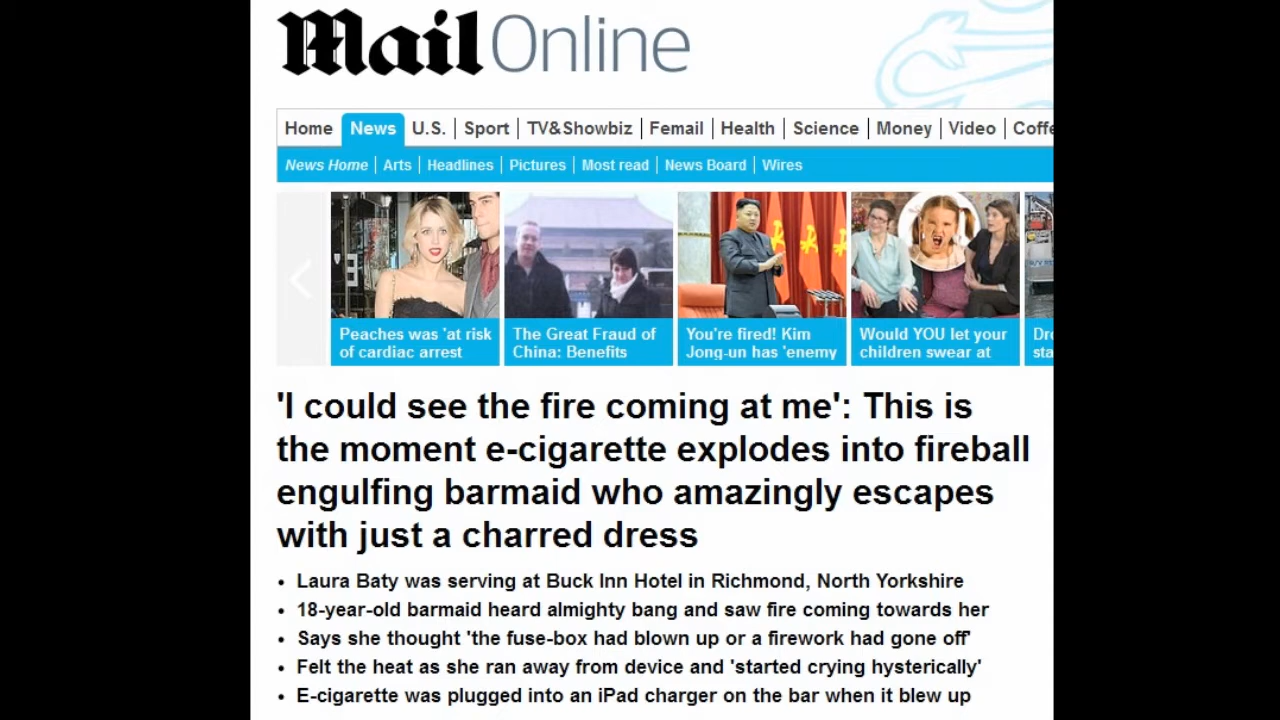 Mail Online
Home News U.S. Sport TV&Showbiz Femail Health Science Money Video Coffe
News Home Arts Headlines Pictures Most read News Board Wires
Peaches was 'at risk
of cardiac arrest
The Great Fraud of
China: Benefits
You're fired! Kim
Jong-un has 'enemy
Would YOU let your
children swear at
Dro
sta
'I could see the fire coming at me': This is
the moment e-cigarette explodes into fireball
engulfing barmaid who amazingly escapes
with just a charred dress
• Laura Baty was serving at Buck Inn Hotel in Richmond, North Yorkshire
• 18-year-old barmaid heard almighty bang and saw fire coming towards her
• Says she thought 'the fuse-box had blown up or a firework had gone off'
• Felt the heat as she ran away from device and 'started crying hysterically'
• E-cigarette was plugged into an iPad charger on the bar when it blew up